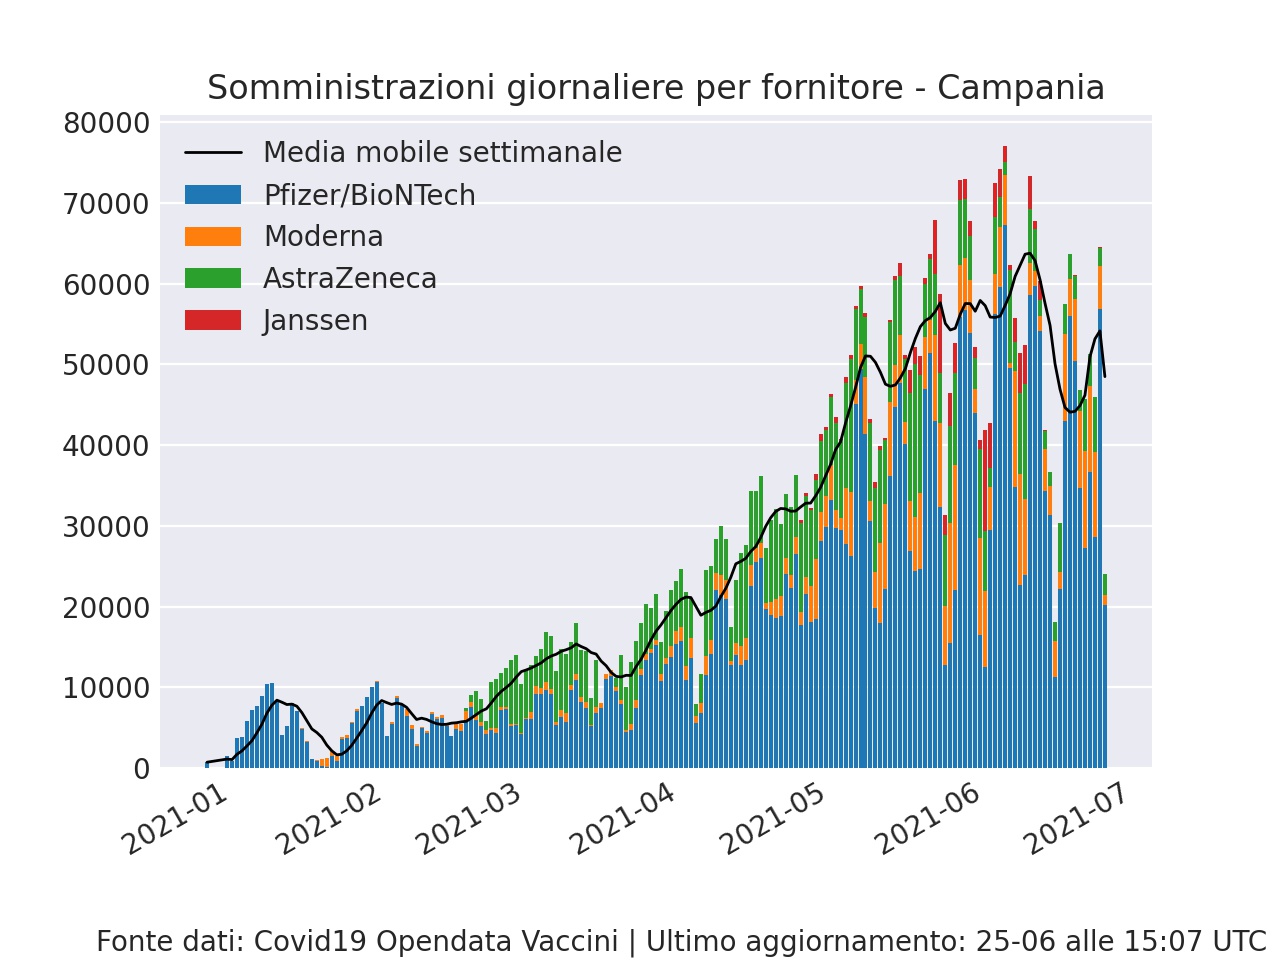 Somministrazioni giornaliere per fornitore - Campania
80000
70000
60000
50000
40000
30000
20000
10000
0
Media mobile settimanale
Pfizer/BioNTech
Moderna
AstraZeneca
Janssen
2021-01
2021-02
2021-03
2021-04
2021-05
2021-06
2021-07
Fonte dati: Covid19 Opendata Vaccini | Ultimo aggiornamento: 25-06 alle 15:07 UTC